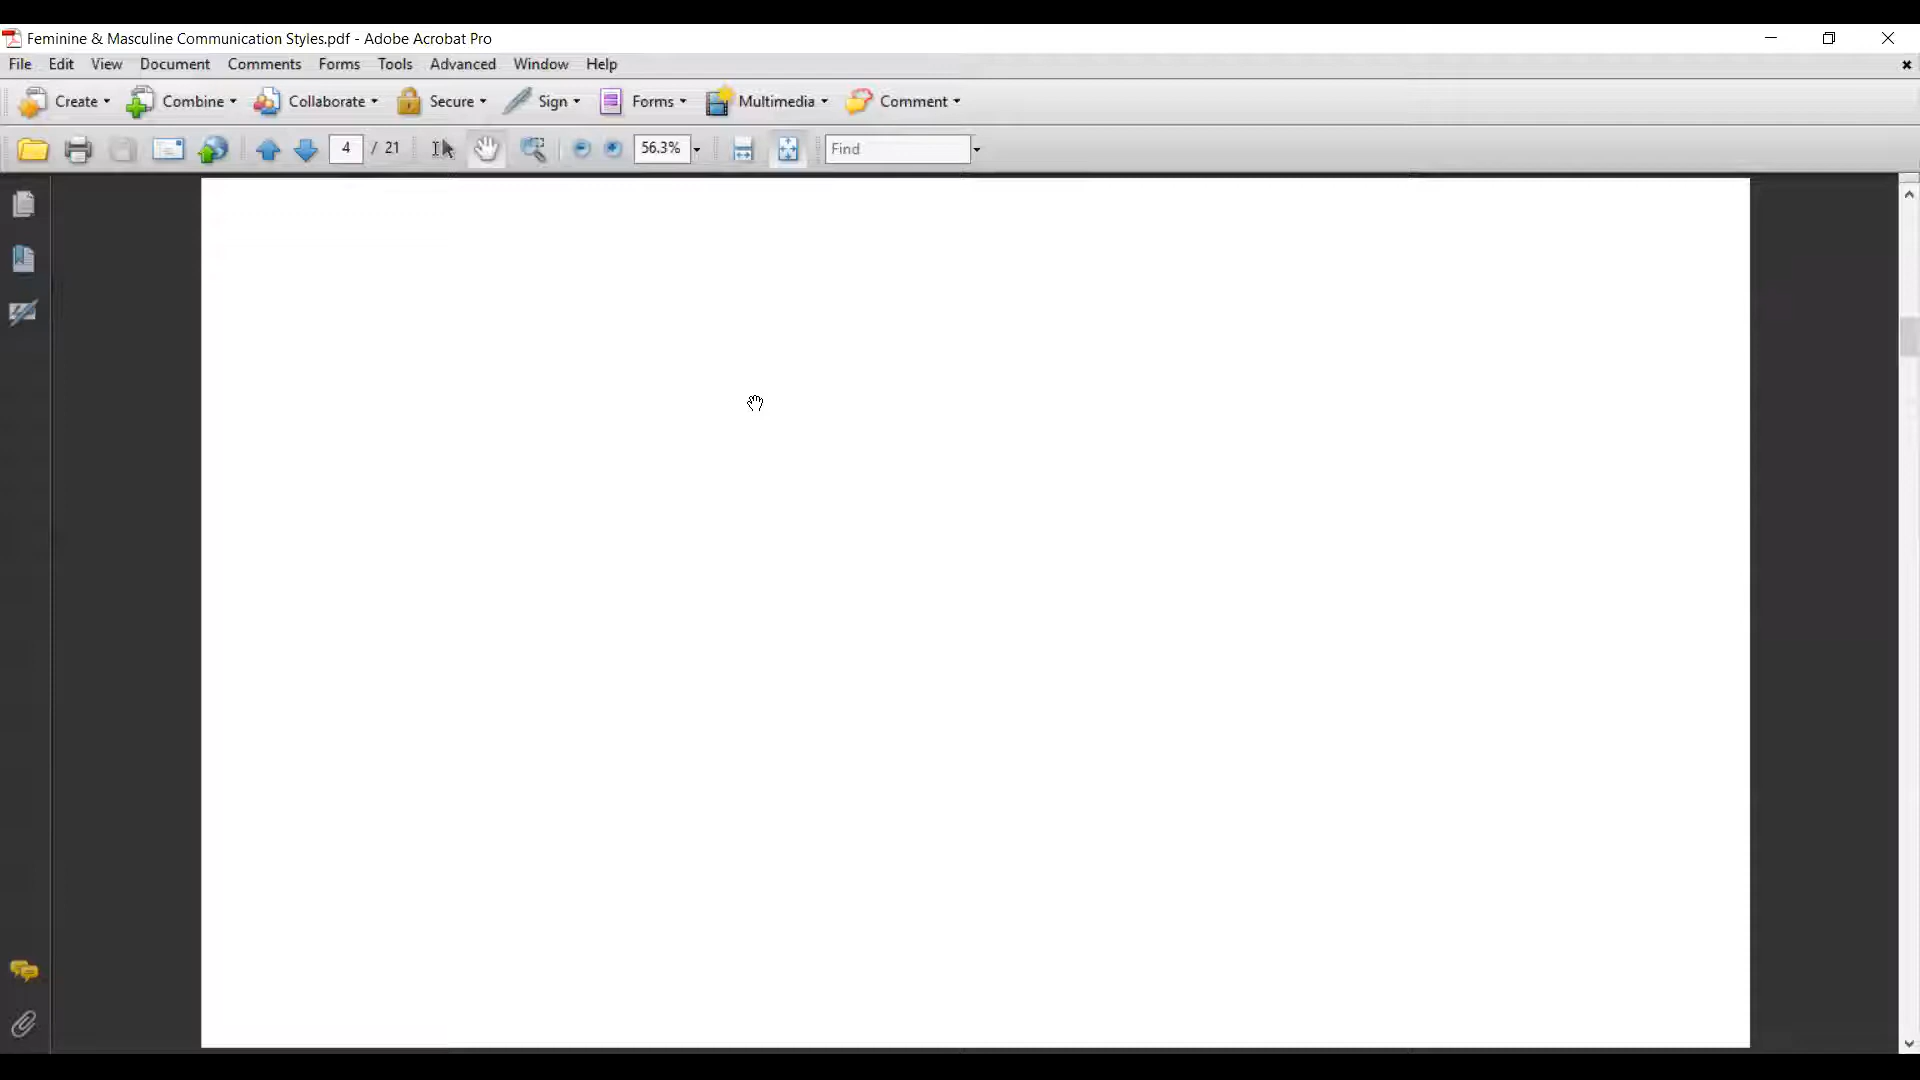 Feminine & Masculine Communication Styles.pdf - Adobe Acrobat Pro
File Edit View Document Comments Forms Tools Advanced Window Help
Create Combine Collaborate Secure Sign Forms Multimedia Comment
4 / 21 56.3% Find